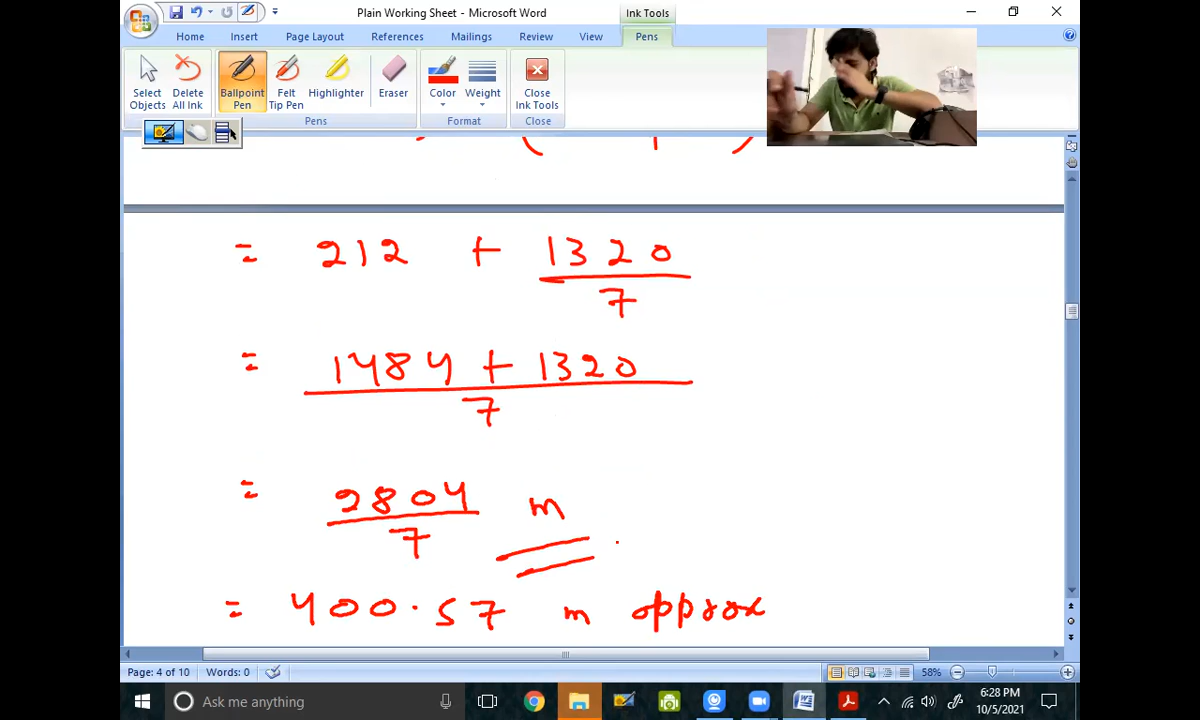 Plain Working Sheet - Microsoft Word
Ink Tools
Home Insert Page Layout References Mailings Review View Pens
Select Objects
Delete All Ink
Ballpoint Pen
Felt Tip Pen
Highlighter
Eraser
Color
Weight
Close Ink Tools
Pens Format Close
= 212 + 1320/7
= 1484 + 1320/7
= 2804/7 m
= 400.57 m approx
Page: 4 of 10 Words: 0 58%
Ask me anything
6:28 PM
10/5/2021